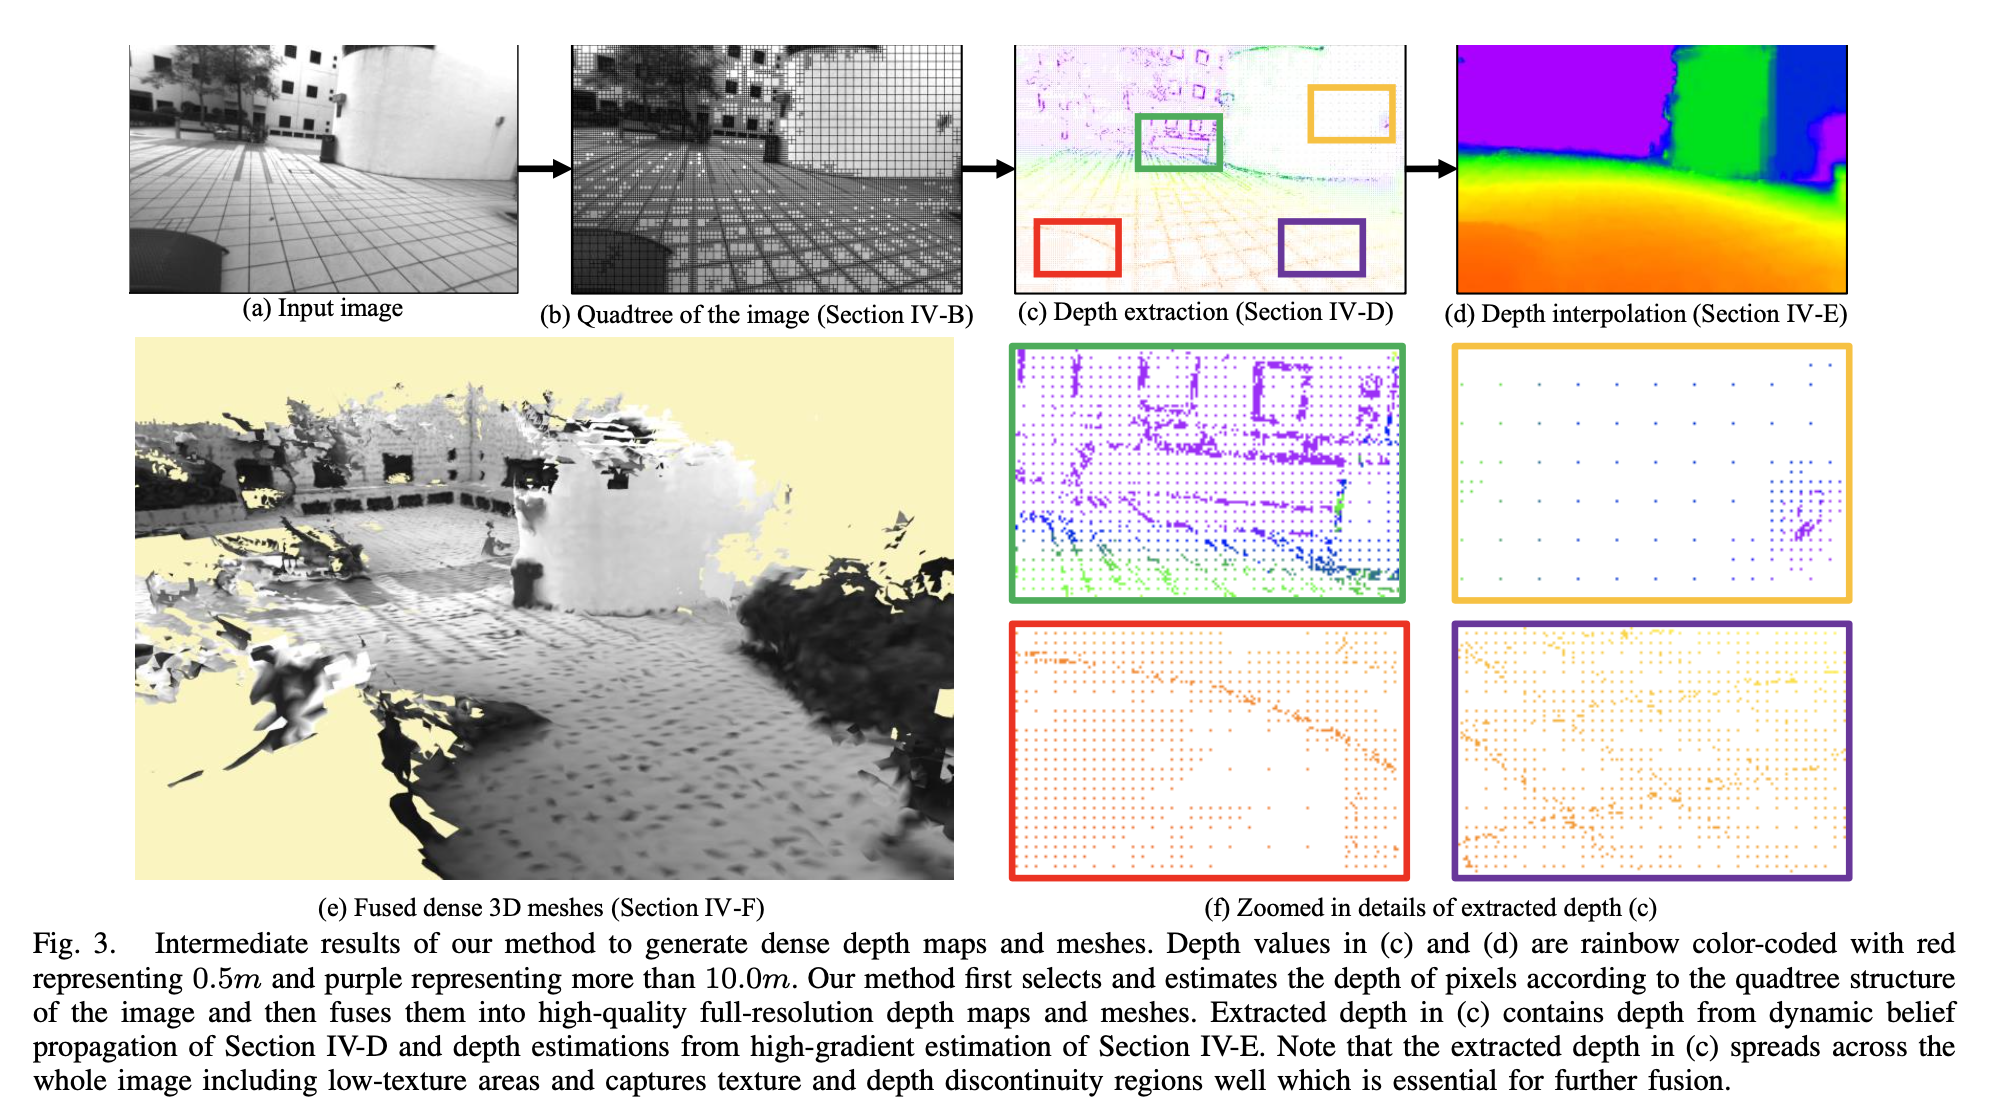 (a) Input image
(b) Quadtree of the image (Section IV-B)
(c) Depth extraction (Section IV-D)
(d) Depth interpolation (Section IV-E)
(e) Fused dense 3D meshes (Section IV-F)
(f) Zoomed in details of extracted depth (c)
Fig. 3. Intermediate results of our method to generate dense depth maps and meshes. Depth values in (c) and (d) are rainbow color-coded with red
representing 0.5m and purple representing more than 10.0m. Our method first selects and estimates the depth of pixels according to the quadtree structure
of the image and then fuses them into high-quality full-resolution depth maps and meshes. Extracted depth in (c) contains depth from dynamic belief
propagation of Section IV-D and depth estimations from high-gradient estimation of Section IV-E. Note that the extracted depth in (c) spreads across the
whole image including low-texture areas and captures texture and depth discontinuity regions well which is essential for further fusion.